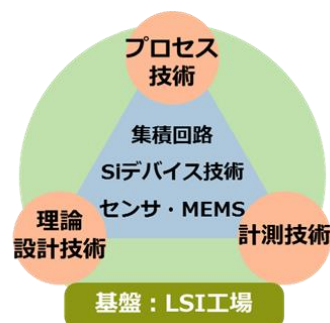 プロセス
技術
集積回路
Siデバイス技術
センサ・MEMS
理論
設計技術
計測技術
基盤：LSI工場